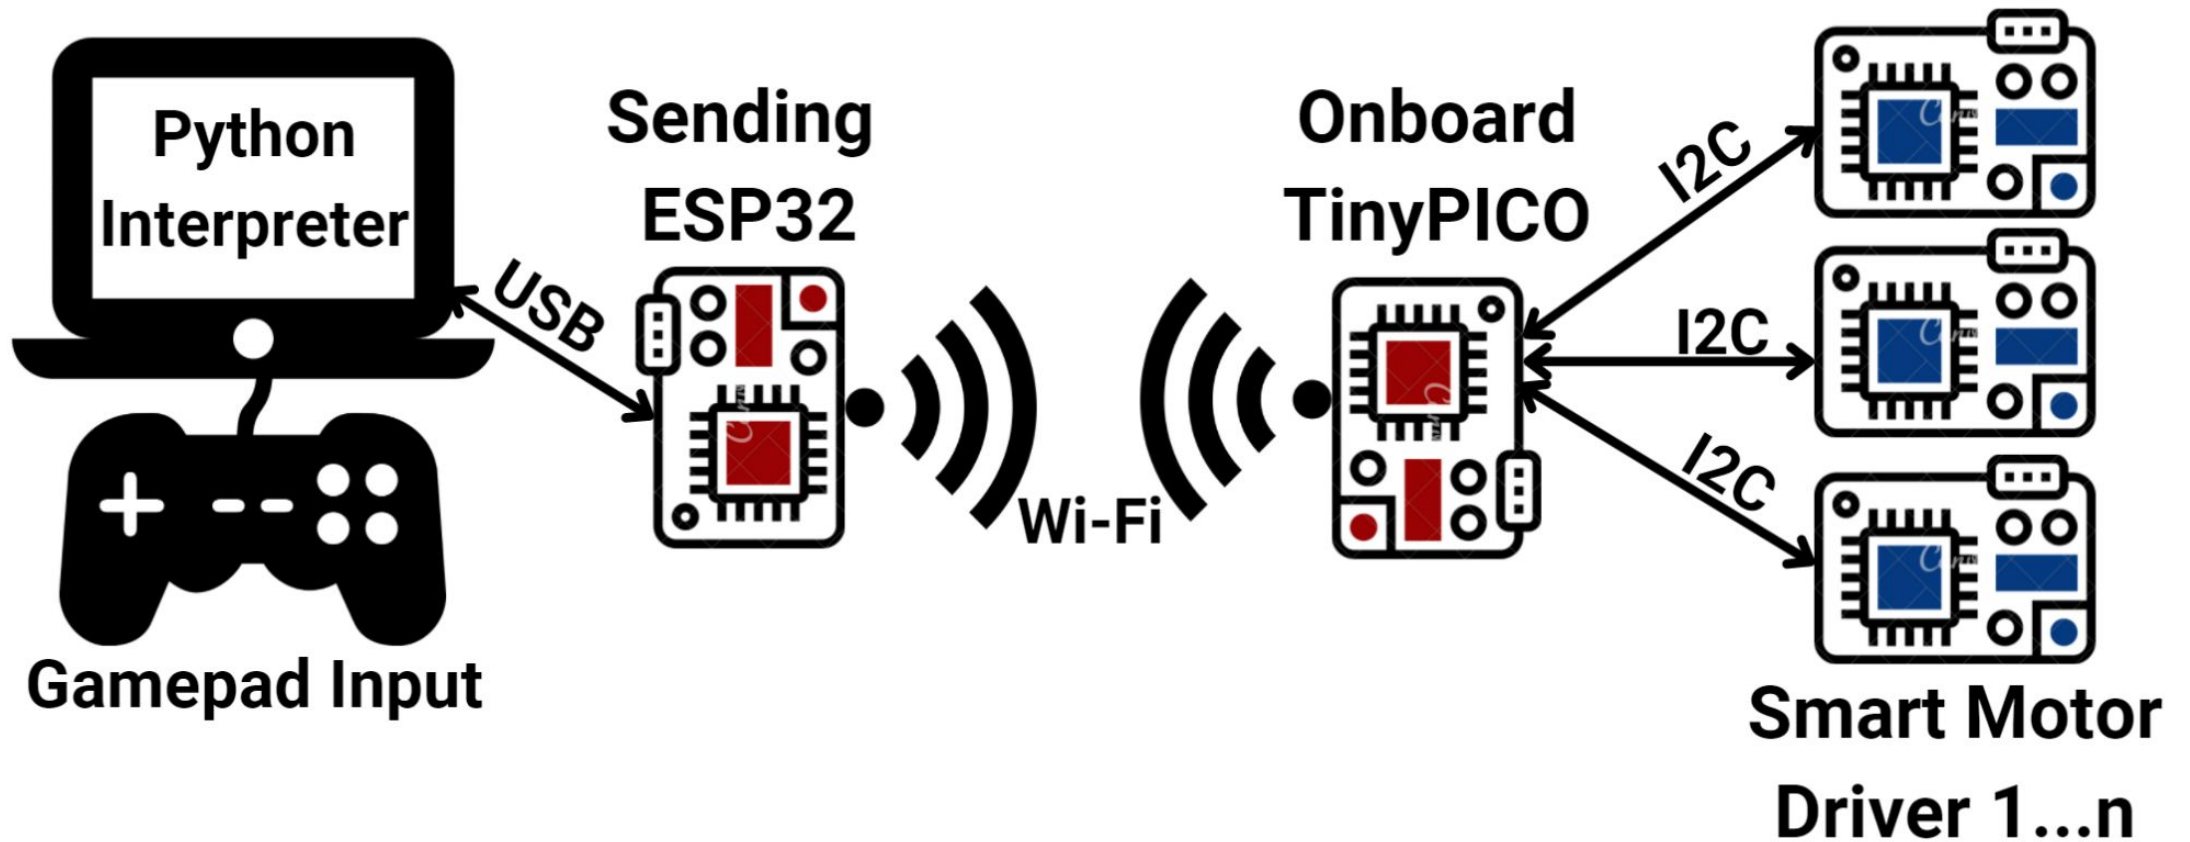 Python
Interpreter
Gamepad Input
USB
Sending
ESP32
Wi-Fi
Onboard
TinyPICO
I2C
I2C
I2C
Smart Motor
Driver 1...n